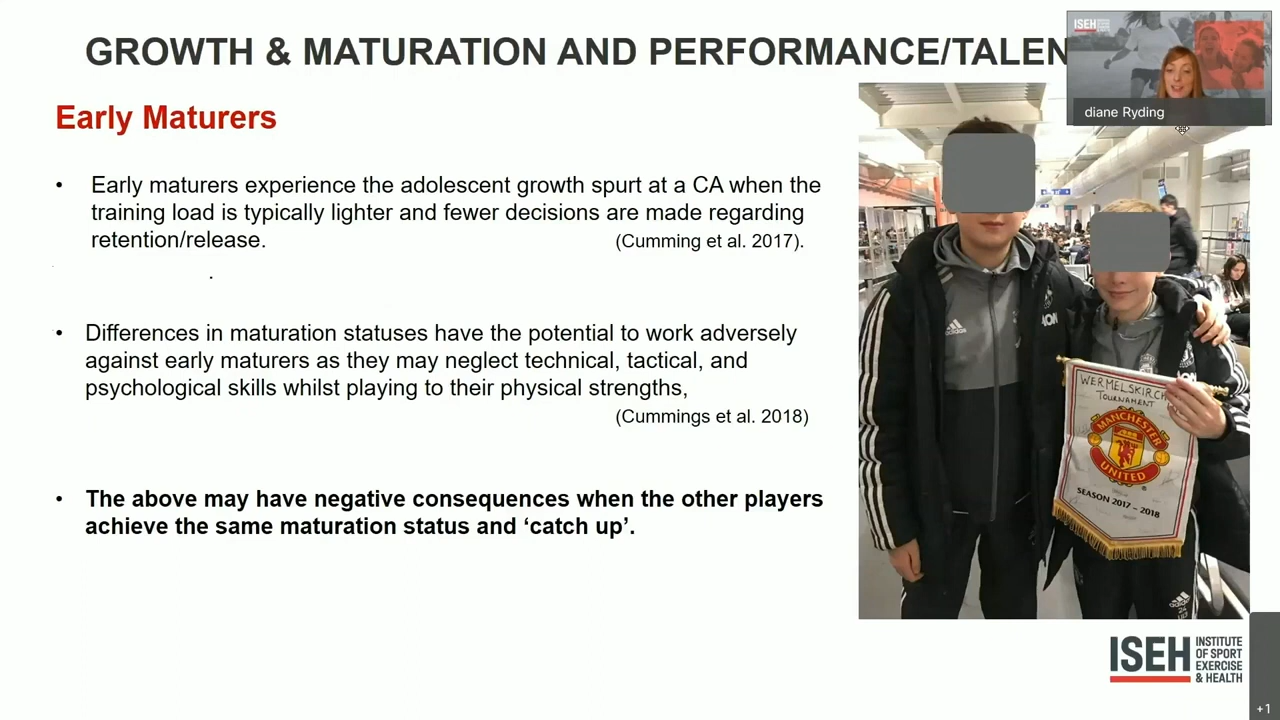 GROWTH & MATURATION AND PERFORMANCE/TALEN
ISEH
diane Ryding
Early Maturers
• Early maturers experience the adolescent growth spurt at a CA when the
training load is typically lighter and fewer decisions are made regarding
retention/release. (Cumming et al. 2017).
.
• Differences in maturation statuses have the potential to work adversely
against early maturers as they may neglect technical, tactical, and
psychological skills whilst playing to their physical strengths,
(Cummings et al. 2018)
• The above may have negative consequences when the other players
achieve the same maturation status and ‘catch up’.
adidas
AON
WERMELSKIRCH
TOURNAMENT
MANCHESTER
UNITED
SEASON 2017 - 2018
adidas
24
ISEH
INSTITUTE
OF SPORT
EXERCISE
& HEALTH
+1